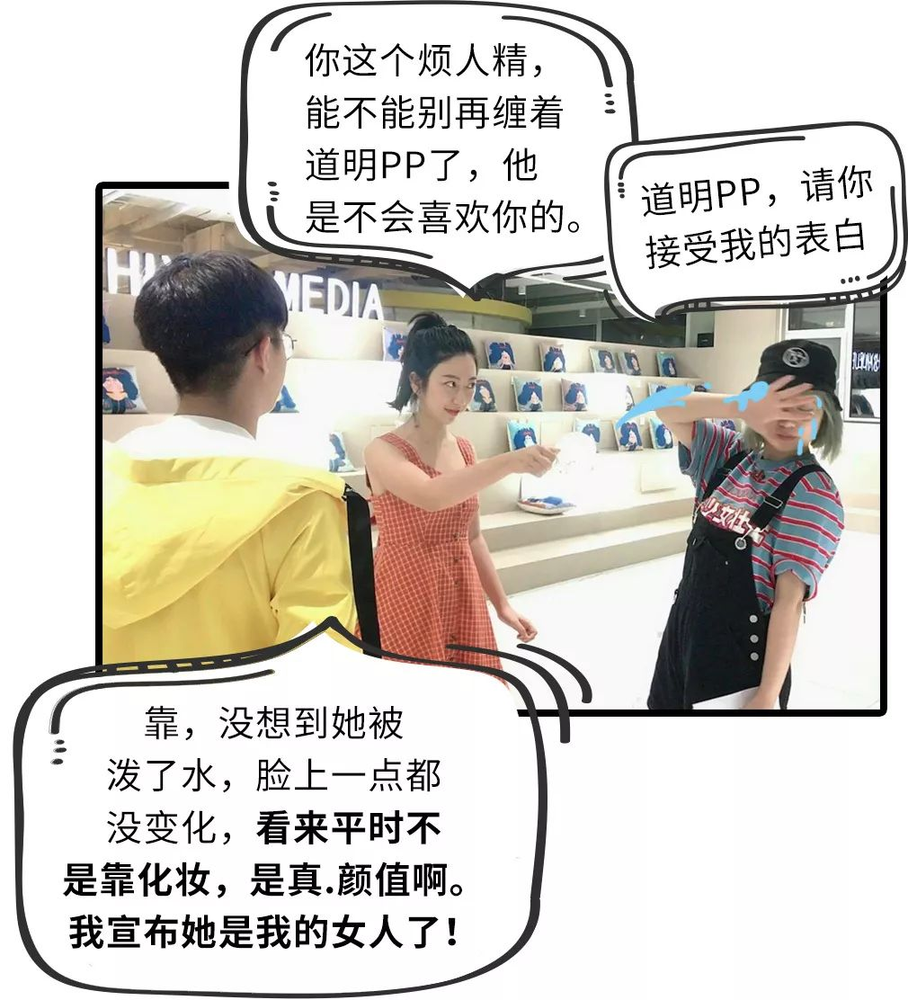 你这个烦人精，
能不能别再缠着
道明PP了，他
是不会喜欢你的。
道明PP，请你
接受我的表白
MEDIA
靠，没想到她被
泼了水，脸上一点都
没变化，看来平时不
是靠化妆，是真.颜值啊。
我宣布她是我的女人了！